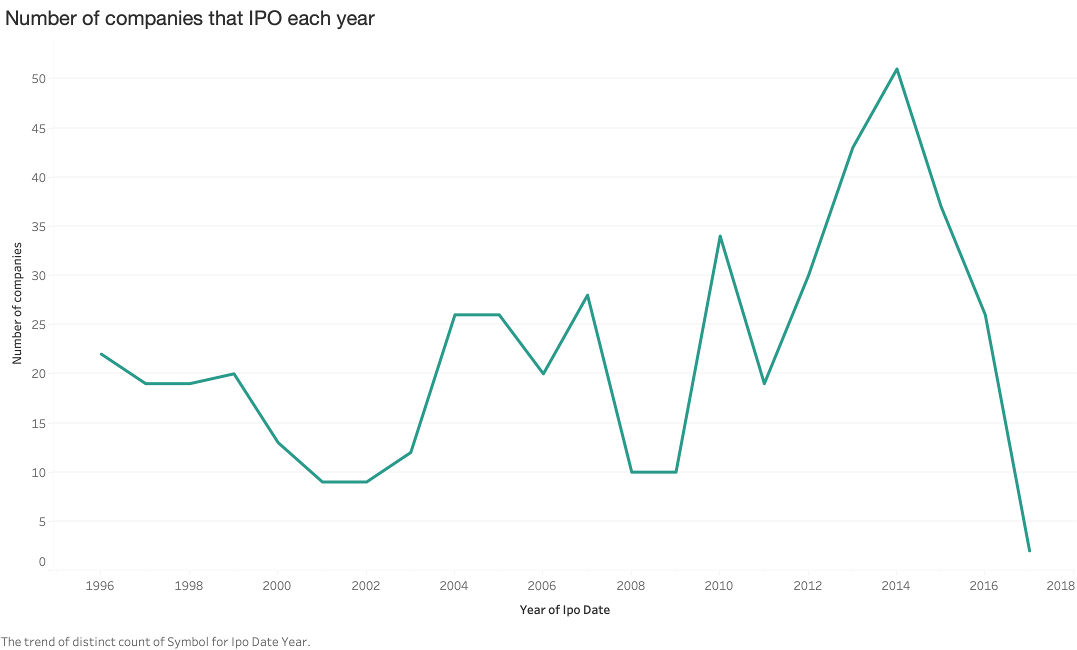 Number of companies that IPO each year
Number of companies
50
45
40
35
30
25
20
15
10
5
0
1996 1998 2000 2002 2004 2006 2008 2010 2012 2014 2016 2018
Year of Ipo Date
The trend of distinct count of Symbol for Ipo Date Year.